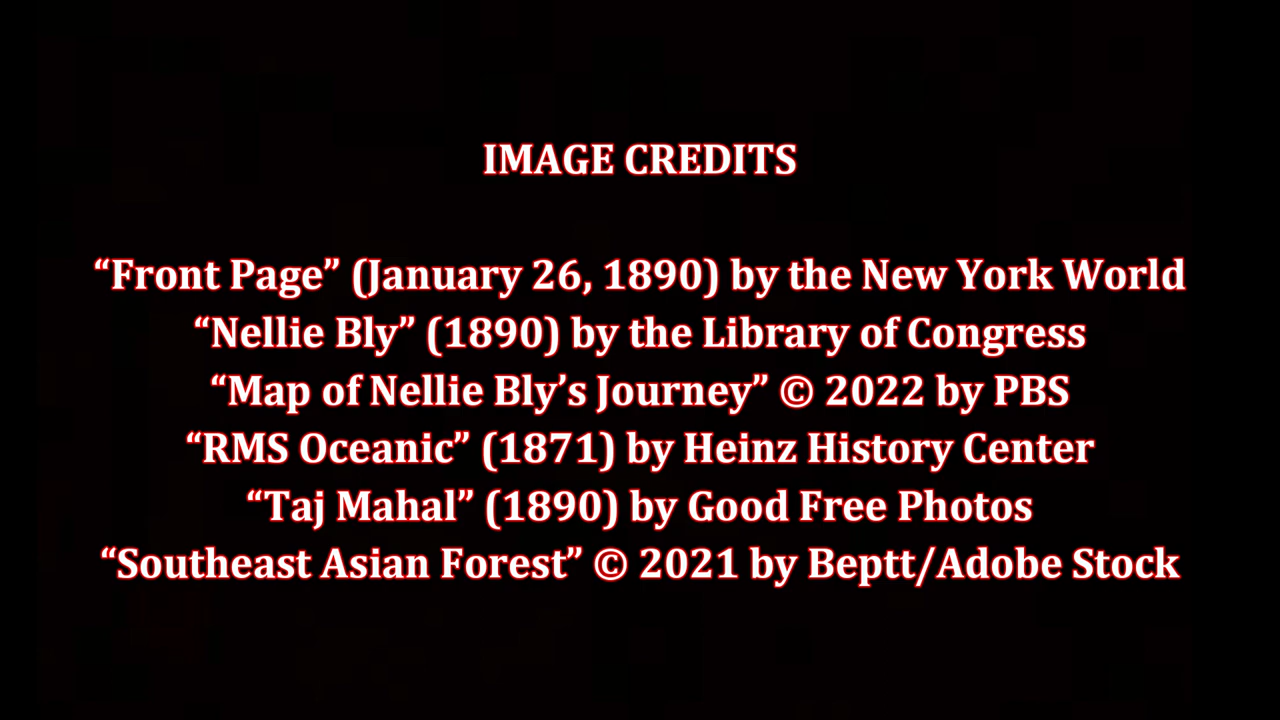 IMAGE CREDITS
“Front Page” (January 26, 1890) by the New York World
“Nellie Bly” (1890) by the Library of Congress
“Map of Nellie Bly’s Journey” © 2022 by PBS
“RMS Oceanic” (1871) by Heinz History Center
“Taj Mahal” (1890) by Good Free Photos
“Southeast Asian Forest” © 2021 by Beptt/Adobe Stock